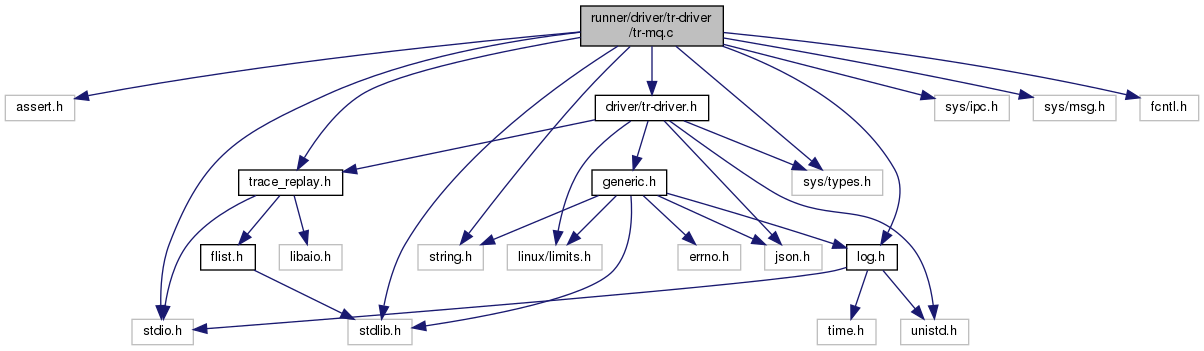 runner/driver/tr-driver
/tr-mq.c
assert.h
driver/tr-driver.h
sys/ipc.h
sys/msg.h
fcntl.h
trace_replay.h
generic.h
sys/types.h
flist.h
libaio.h
string.h
linux/limits.h
errno.h
json.h
log.h
stdio.h
stdlib.h
time.h
unistd.h